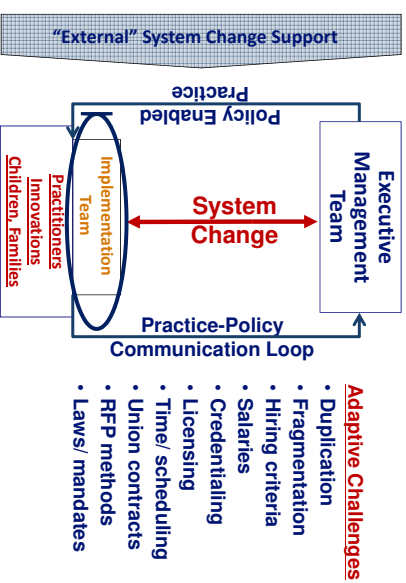 “External” System Change Support
Executive
Management
Team
Policy Enabled
Practice
System
Change
Implementation
Team
Practitioners
Innovations
Children, Families
Practice-Policy
Communication Loop
Adaptive Challenges
• Duplication
• Fragmentation
• Hiring criteria
• Salaries
• Credentialing
• Licensing
• Time/ scheduling
• Union contracts
• RFP methods
• Laws/ mandates